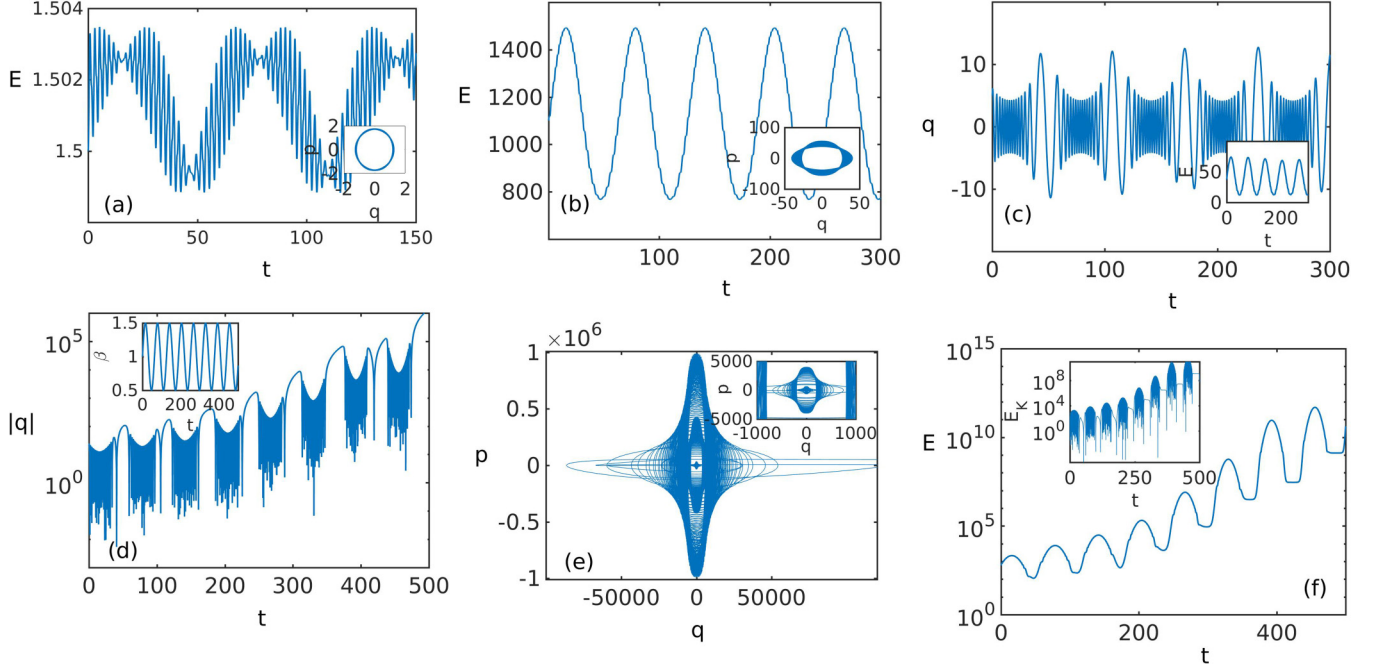 1.504
1.502
1.5
E
0
50
100
150
t
(a)
2
0
-2
p
-2
0
2
q
1400
1200
1000
800
E
100
200
300
t
(b)
100
0
-100
p
-50
0
50
q
10
0
-10
q
0
100
200
300
t
(c)
50
0
E
0
200
t
10^5
10^0
|q|
0
100
200
300
400
500
t
(d)
1.5
1
0.5
β
0
200
400
t
×10^6
1
0.5
0
-0.5
-1
p
-50000
0
50000
q
(e)
5000
0
-5000
p
-1000
0
1000
q
10^15
10^10
10^5
10^0
E
0
200
400
t
(f)
10^8
10^4
10^0
E_K
0
250
500
t